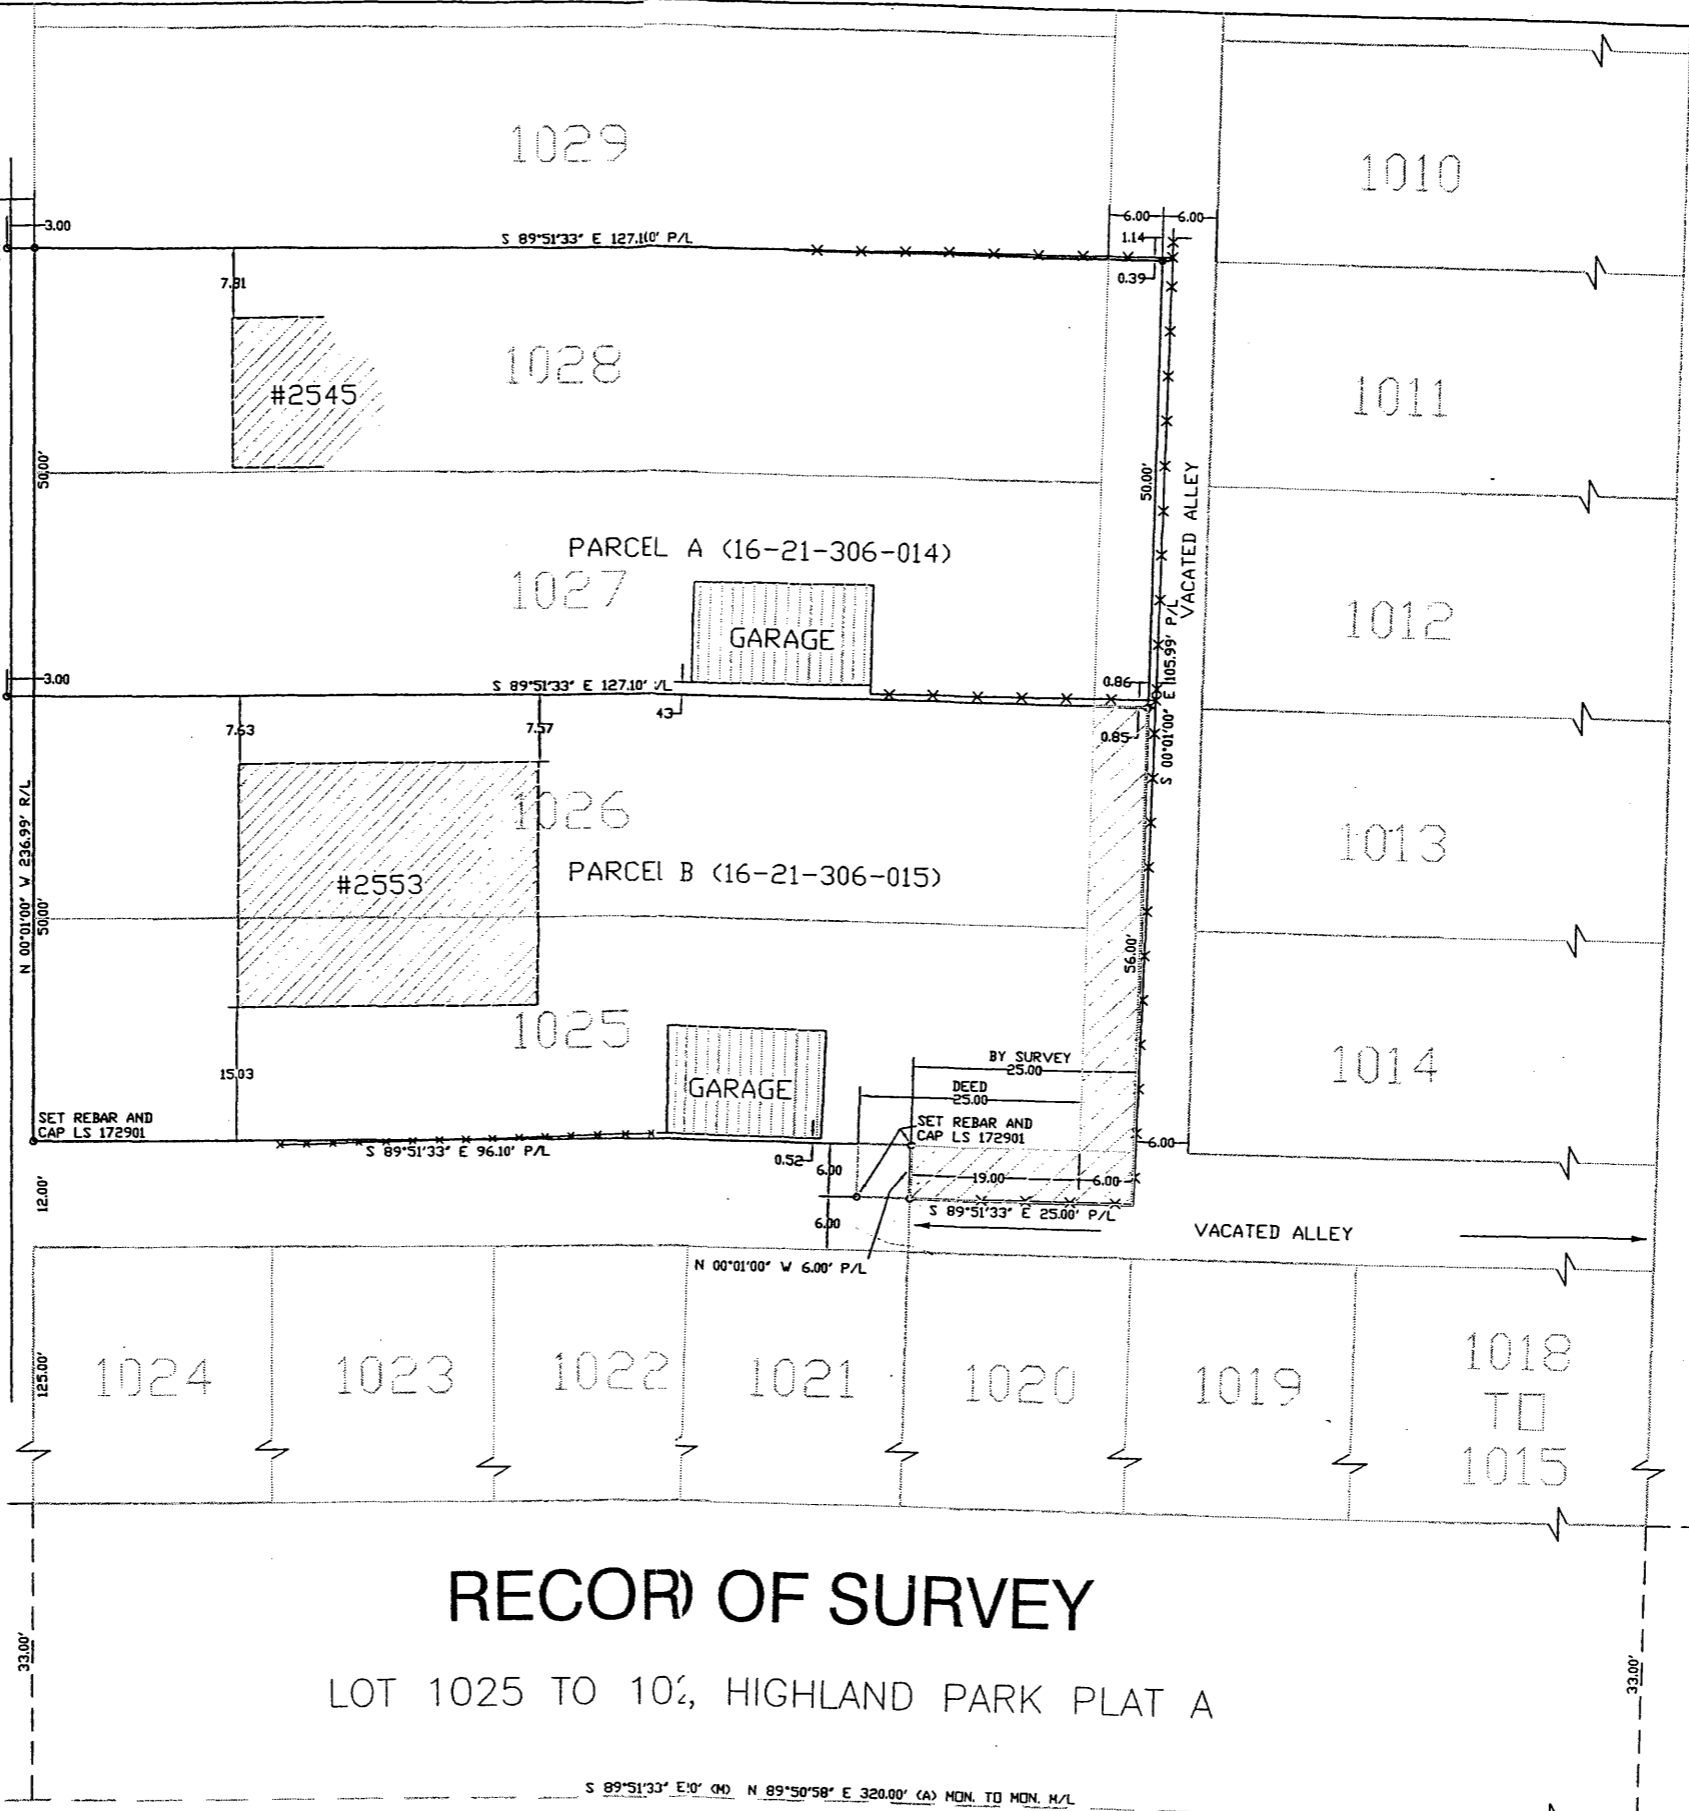 1029
1010
6.00 6.00
3.00
S 89°51'33" E 127.10' P/L
1.14
0.39
7.81
1028
#2545
1011
50.00'
50.00'
VACATED ALLEY
PARCEL A (16-21-306-014)
1027
GARAGE
1012
S 00°01'00" E 105.99' P/L
3.00
S 89°51'33" E 127.10' /L
43
0.86
0.85
7.63
7.57
N 00°01'00" W 236.99' R/L
1026
1013
#2553
PARCEL B (16-21-306-015)
50.00'
56.00'
1025
GARAGE
BY SURVEY
25.00
DEED
25.00
1014
15.03
SET REBAR AND
CAP LS 172901
SET REBAR AND
CAP LS 172901
S 89°51'33" E 96.10' P/L
0.52
6.00
6.00
19.00
6.00
12.00'
6.00
S 89°51'33" E 25.00' P/L
VACATED ALLEY
N 00°01'00" W 6.00' P/L
125.00'
1024
1023
1022
1021
1020
1019
1018
TO
1015
RECORD OF SURVEY
33.00'
33.00'
LOT 1025 TO 102, HIGHLAND PARK PLAT A
S 89°51'33" E 0' (M) N 89°50'58" E 320.00' (A) MON. TO MON. M/L